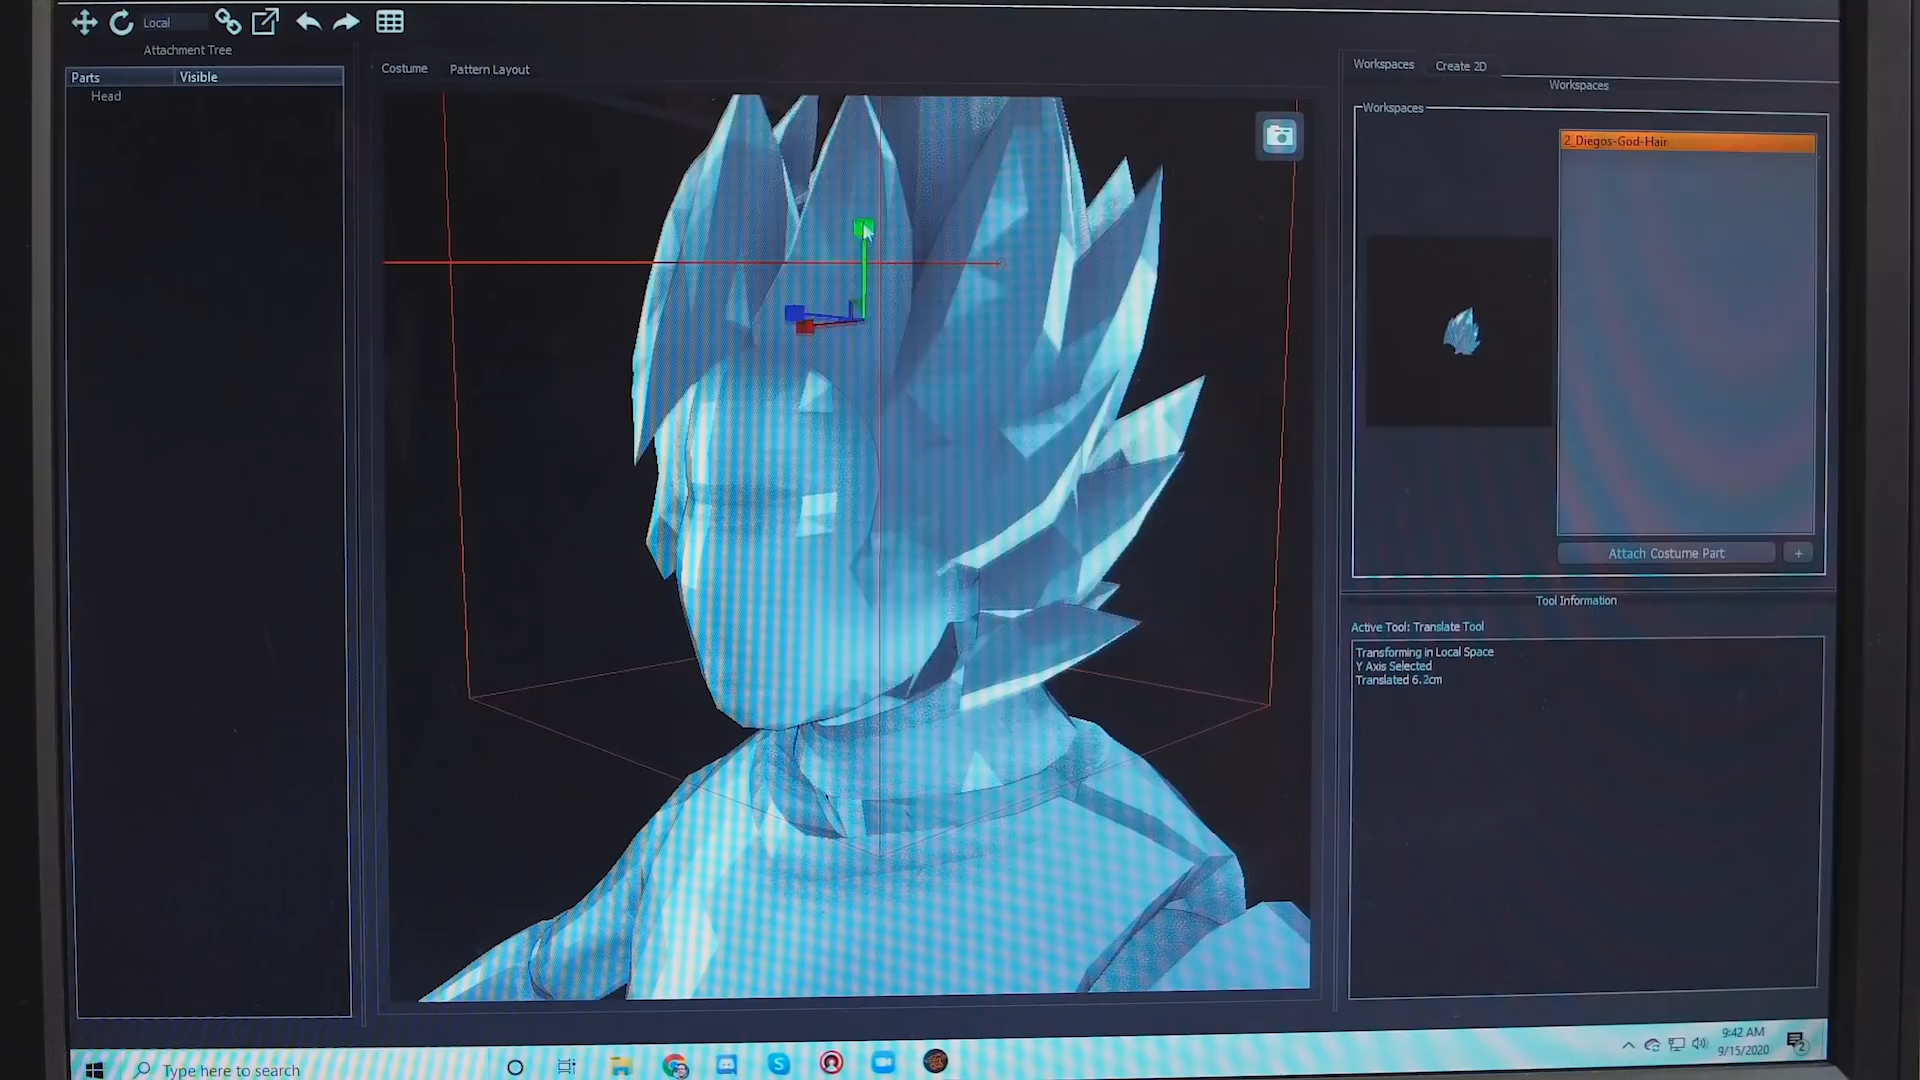 Local
Attachment Tree
Parts Visible
Head
Costume Pattern Layout
Workspaces Create 2D
Workspaces
Workspaces
2_Diegos-God-Hair
Attach Costume Part +
Tool Information
Active Tool: Translate Tool
Transforming in Local Space
Y Axis Selected
Translated 6.2cm
Type here to search
9:42 AM
9/15/2020
2